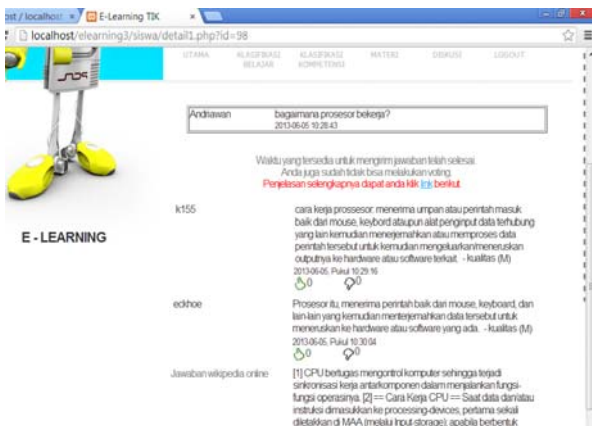 ost / localhost
E-Learning TIK
localhost/elearning3/siswa/detail1.php?id=98
UTAMA
KLASIFIKASI BELAJAR
KLASIFIKASI KOMPETENSI
MATERI
DISKUSI
LOGOUT
Andriawan
bagaimana prosesor bekerja?
2013-06-05 10:28:43
Waktu yang tersedia untuk mengirim jawaban telah selesai.
Anda juga sudah tidak bisa melakukan voting.
Penjelasan selengkapnya dapat anda klik link berikut
E - LEARNING
k155
cara kerja prossesor: menerima umpan atau perintah masuk
baik dari mouse, keybord ataupun alat penginput data terhubung
yang lain kemudian menerjemahkan atau memproses data
perintah tersebut untuk kemudian mengeluarkan/meneruskan
outputnya ke hardware atau software terkait. - kualitas (M)
2013-06-05. Pukul 10:29:16
0 0
eckhoe
Prosesor itu, menerima perintah baik dari mouse, keyboard, dan
lain-lain yang kemudian menterjemahkan data tersebut untuk
meneruskan ke hardware atau software yang ada. - kualitas (M)
2013-06-05. Pukul 10:30:04
0 0
Jawaban wikipedia online
[1] CPU bertugas mengontrol komputer sehingga terjadi
sinkronisasi kerja antarkomponen dalam menjalankan fungsi-
fungsi operasinya. [2] == Cara Kerja CPU == Saat data dan/atau
instruksi dimasukkan ke processing-devices, pertama sekali
diletakkan di MAA (melalui Input-storage); apabila berbentuk